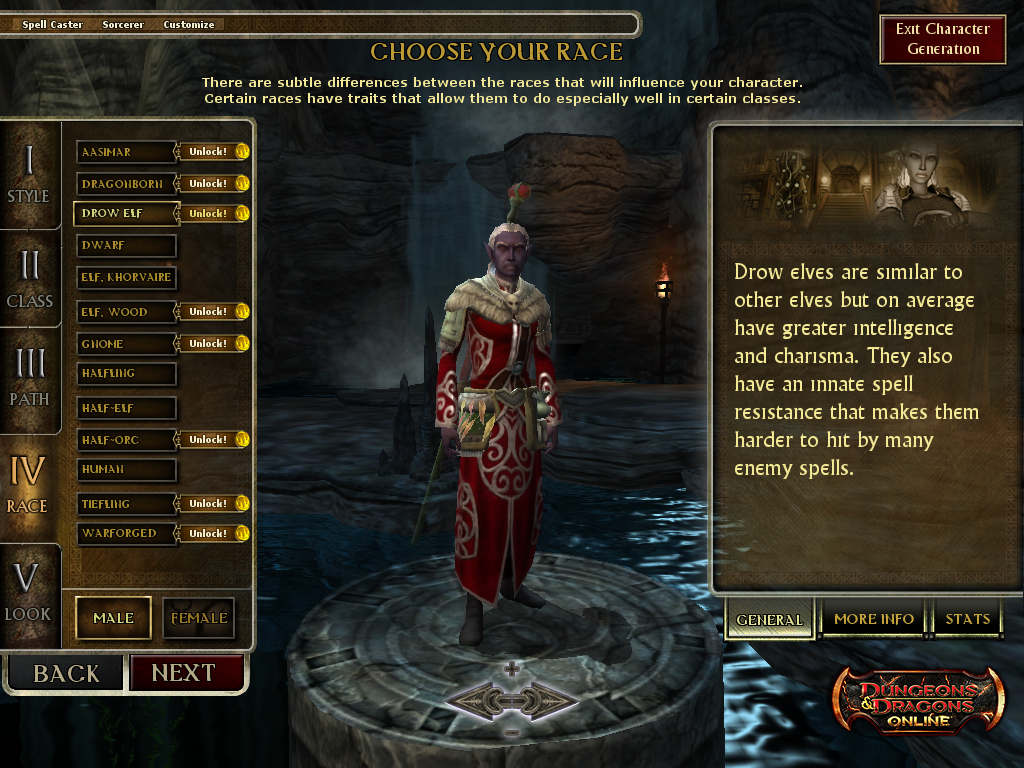 Spell Caster Sorcerer Customize
Exit Character
Generation
CHOOSE YOUR RACE
There are subtle differences between the races that will influence your character.
Certain races have traits that allow them to do especially well in certain classes.
I
STYLE
II
CLASS
III
PATH
IV
RACE
V
LOOK
AASIMAR Unlock!
DRAGONBORN Unlock!
DROW ELF Unlock!
DWARF
ELF, KHORVAIRE
ELF, WOOD Unlock!
GNOME Unlock!
HALFLING
HALF-ELF
HALF-ORC Unlock!
HUMAN
TIEFLING Unlock!
WARFORGED Unlock!
MALE FEMALE
BACK NEXT
Drow elves are similar to
other elves but on average
have greater intelligence
and charisma. They also
have an innate spell
resistance that makes them
harder to hit by many
enemy spells.
GENERAL MORE INFO STATS
DUNGEONS
& DRAGONS
ONLINE